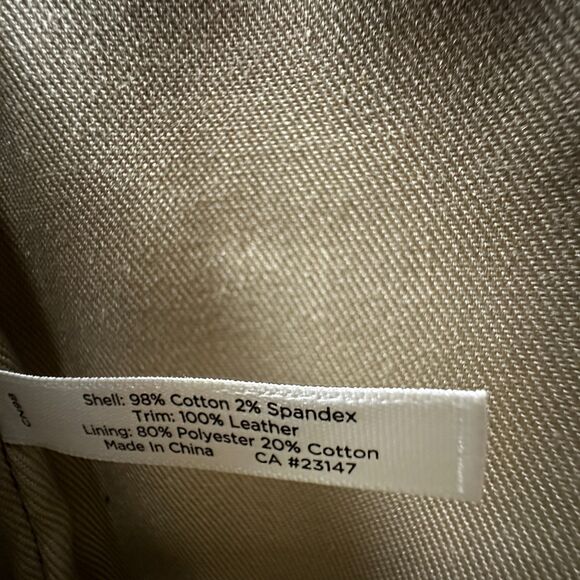 Shell: 98% Cotton 2% Spandex
Trim: 100% Leather
Lining: 80% Polyester 20% Cotton
Made In China CA #23147